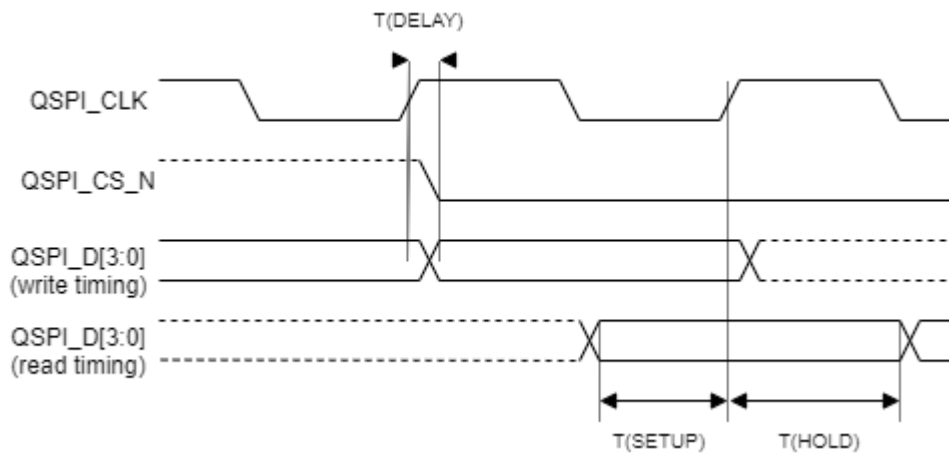 T(DELAY)
QSPI_CLK
QSPI_CS_N
QSPI_D[3:0]
(write timing)
QSPI_D[3:0]
(read timing)
T(SETUP)
T(HOLD)